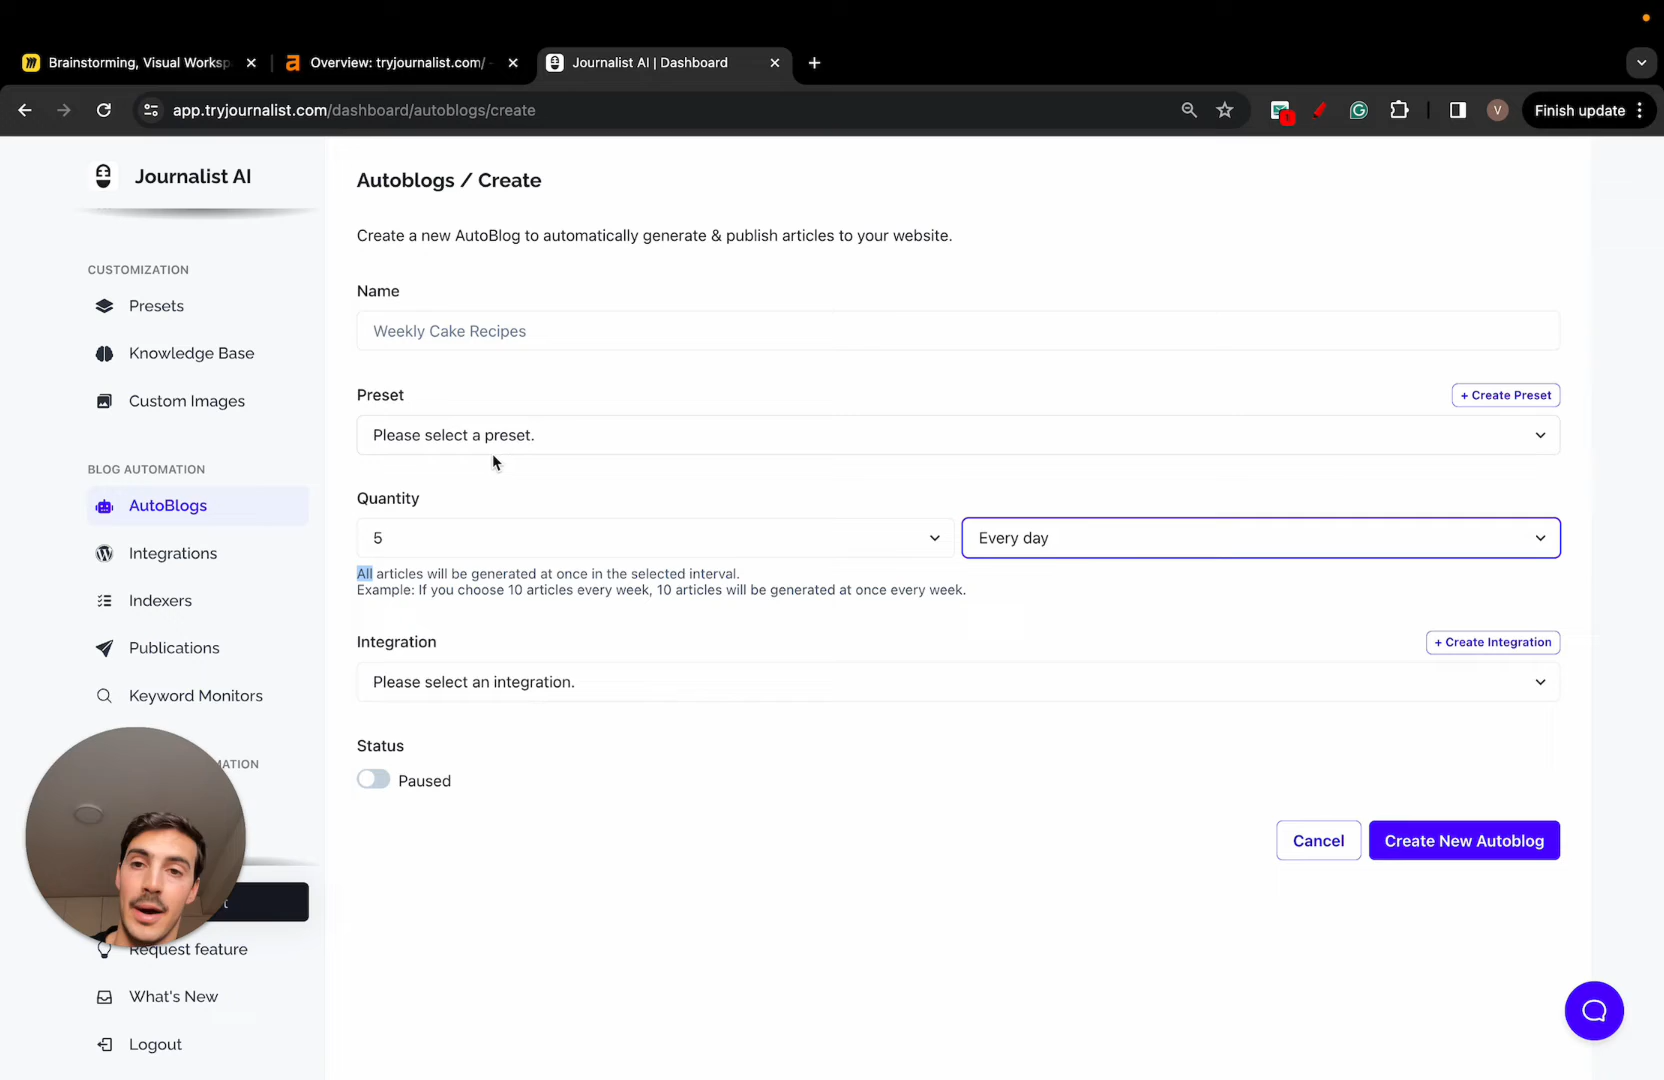 Brainstorming, Visual Worksp
Overview: tryjournalist.com/
Journalist AI | Dashboard
app.tryjournalist.com/dashboard/autoblogs/create
1
V
Finish update
Journalist AI
CUSTOMIZATION
Presets
Knowledge Base
Custom Images
BLOG AUTOMATION
AutoBlogs
Integrations
Indexers
Publications
Keyword Monitors
MATION
t
Request feature
What's New
Logout
Autoblogs / Create
Create a new AutoBlog to automatically generate & publish articles to your website.
Name
Weekly Cake Recipes
Preset
+ Create Preset
Please select a preset.
Quantity
5
Every day
All articles will be generated at once in the selected interval.
Example: If you choose 10 articles every week, 10 articles will be generated at once every week.
Integration
+ Create Integration
Please select an integration.
Status
Paused
Cancel
Create New Autoblog